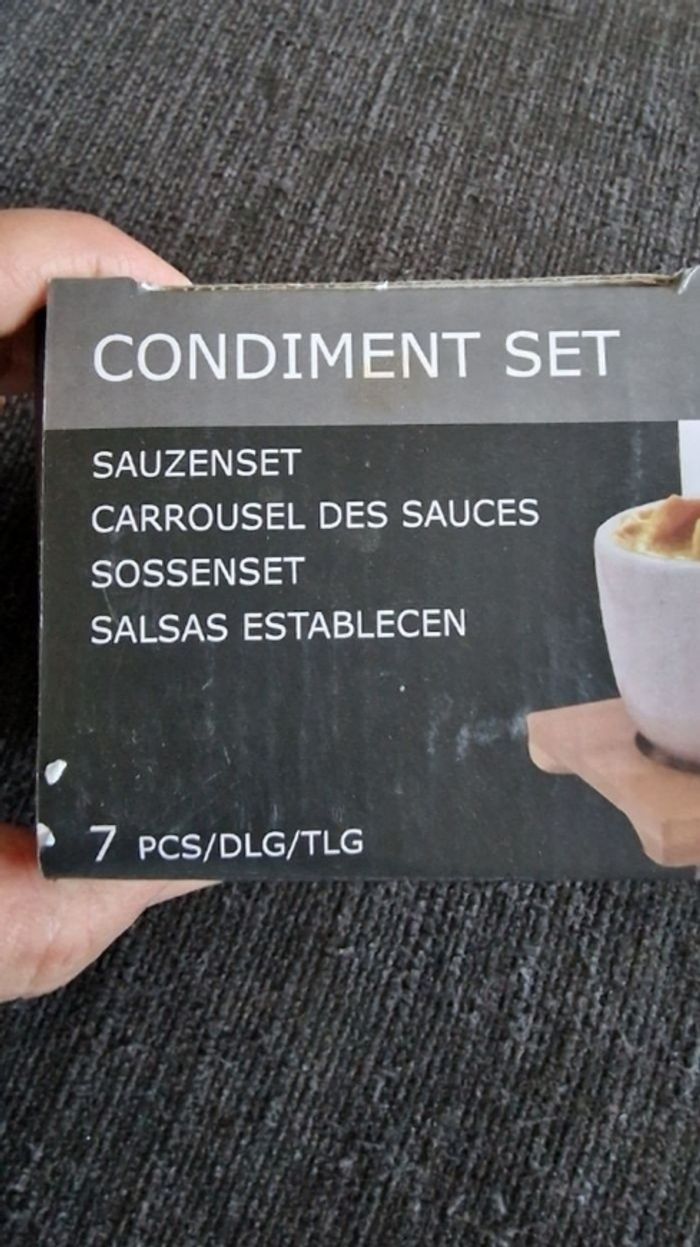 CONDIMENT SET
SAUZENSET
CARROUSEL DES SAUCES
SOSSENSET
SALSAS ESTABLECEN
7 PCS/DLG/TLG